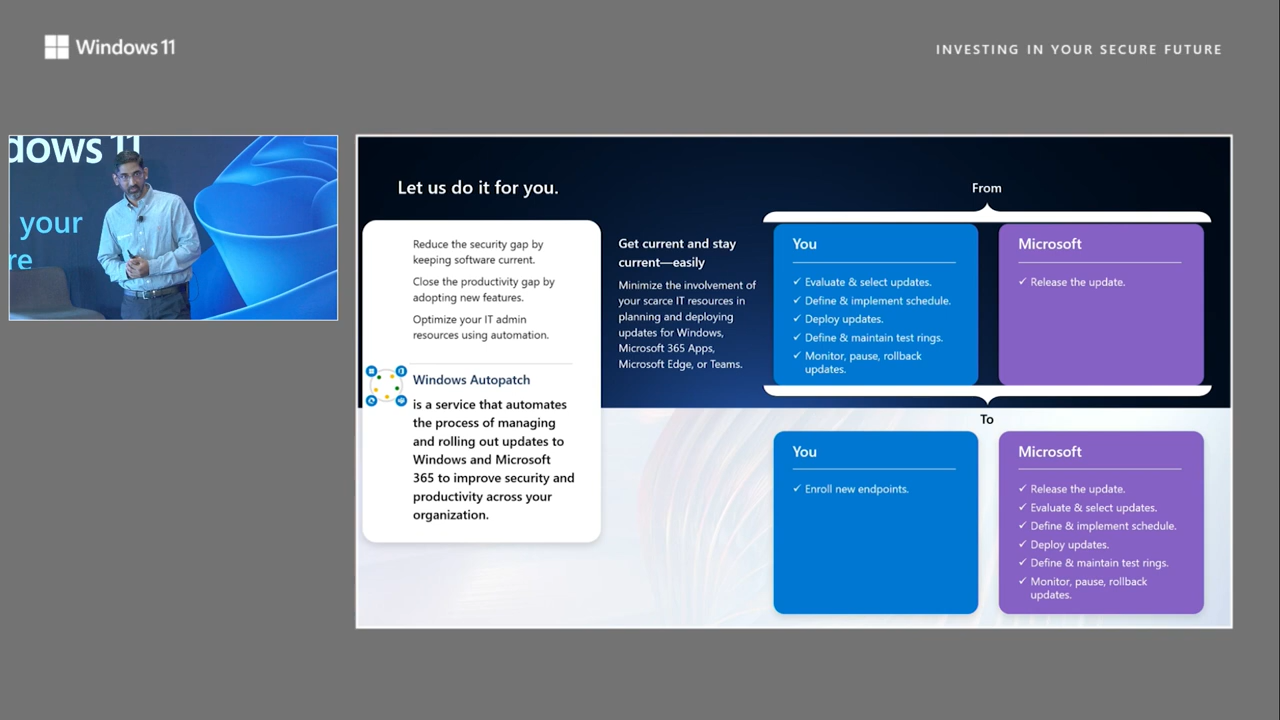 Windows 11
INVESTING IN YOUR SECURE FUTURE
dows 11
your
re
Let us do it for you.
Reduce the security gap by
keeping software current.
Close the productivity gap by
adopting new features.
Optimize your IT admin
resources using automation.
Windows Autopatch
is a service that automates
the process of managing
and rolling out updates to
Windows and Microsoft
365 to improve security and
productivity across your
organization.
Get current and stay
current—easily
Minimize the involvement of
your scarce IT resources in
planning and deploying
updates for Windows,
Microsoft 365 Apps,
Microsoft Edge, or Teams.
From
You
✓ Evaluate & select updates.
✓ Define & implement schedule.
✓ Deploy updates.
✓ Define & maintain test rings.
✓ Monitor, pause, rollback
updates.
Microsoft
✓ Release the update.
To
You
✓ Enroll new endpoints.
Microsoft
✓ Release the update.
✓ Evaluate & select updates.
✓ Define & implement schedule.
✓ Deploy updates.
✓ Define & maintain test rings.
✓ Monitor, pause, rollback
updates.